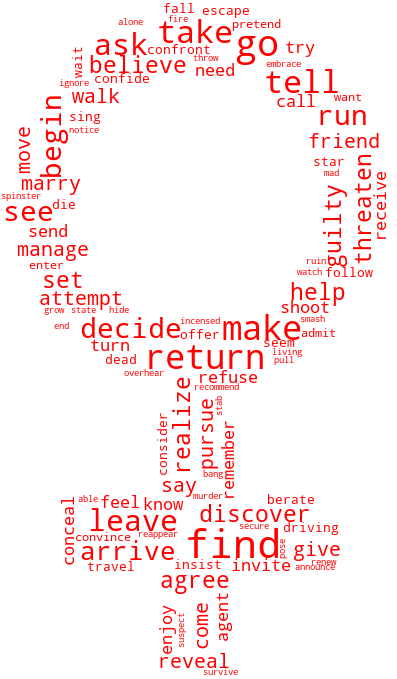 fall
escape
alone
fire
take
pretend
go
ask
confront
try
wait
believe
throw
need
embrace
confide
tell
ignore
walk
call
want
sing
run
notice
friend
move
begin
star
mad
threaten
receive
marry
guilty
spinster
die
see
send
manage
ruin
enter
watch
follow
set
help
attempt
shoot
grow
state
hide
smash
end
decide
incensed
make
admit
offer
turn
seem
living
dead
return
pull
overhear
refuse
recommend
realize
stab
pursue
consider
remember
bang
say
murder
able
feel
know
berate
conceal
leave
discover
secure
driving
convince
reappear
find
pose
arrive
give
travel
insist
invite
renew
announce
agree
enjoy
suspect
come
agent
reveal
survive